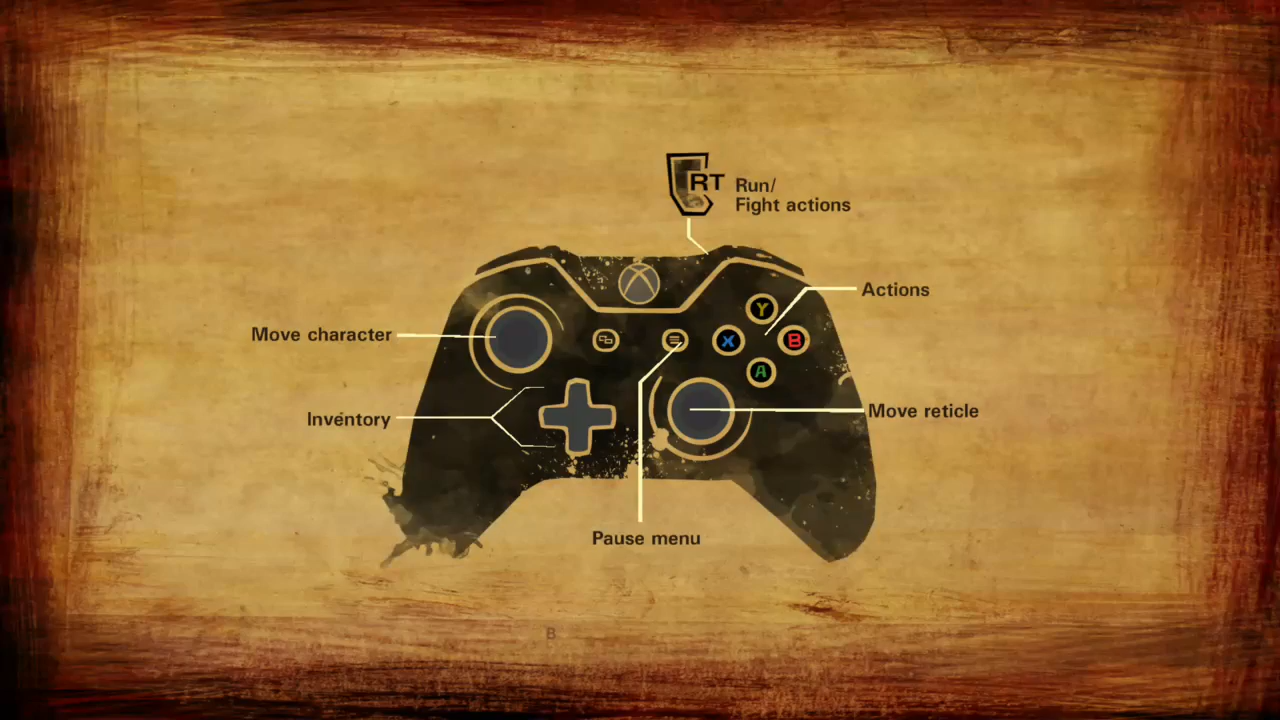 RT
Run/
Fight actions
Actions
Y
X
B
A
Move character
Inventory
Move reticle
Pause menu
B